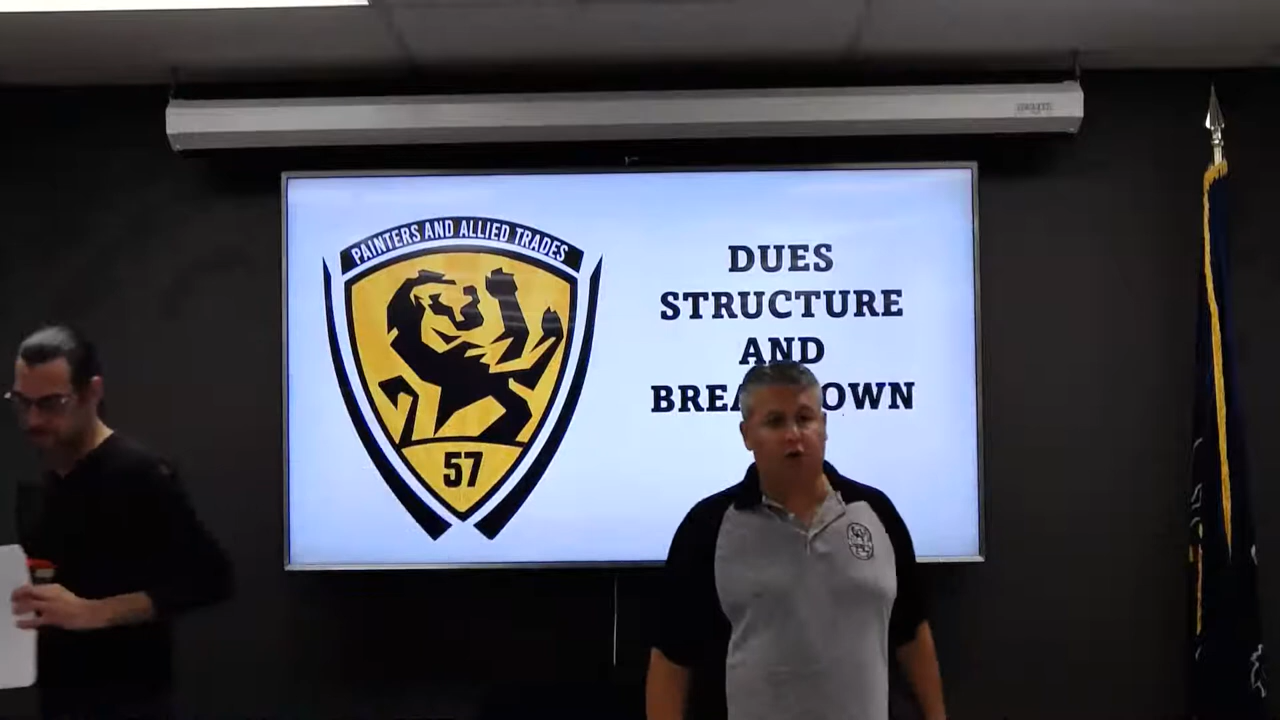 PAINTERS AND ALLIED TRADES
57
DUES
STRUCTURE
AND